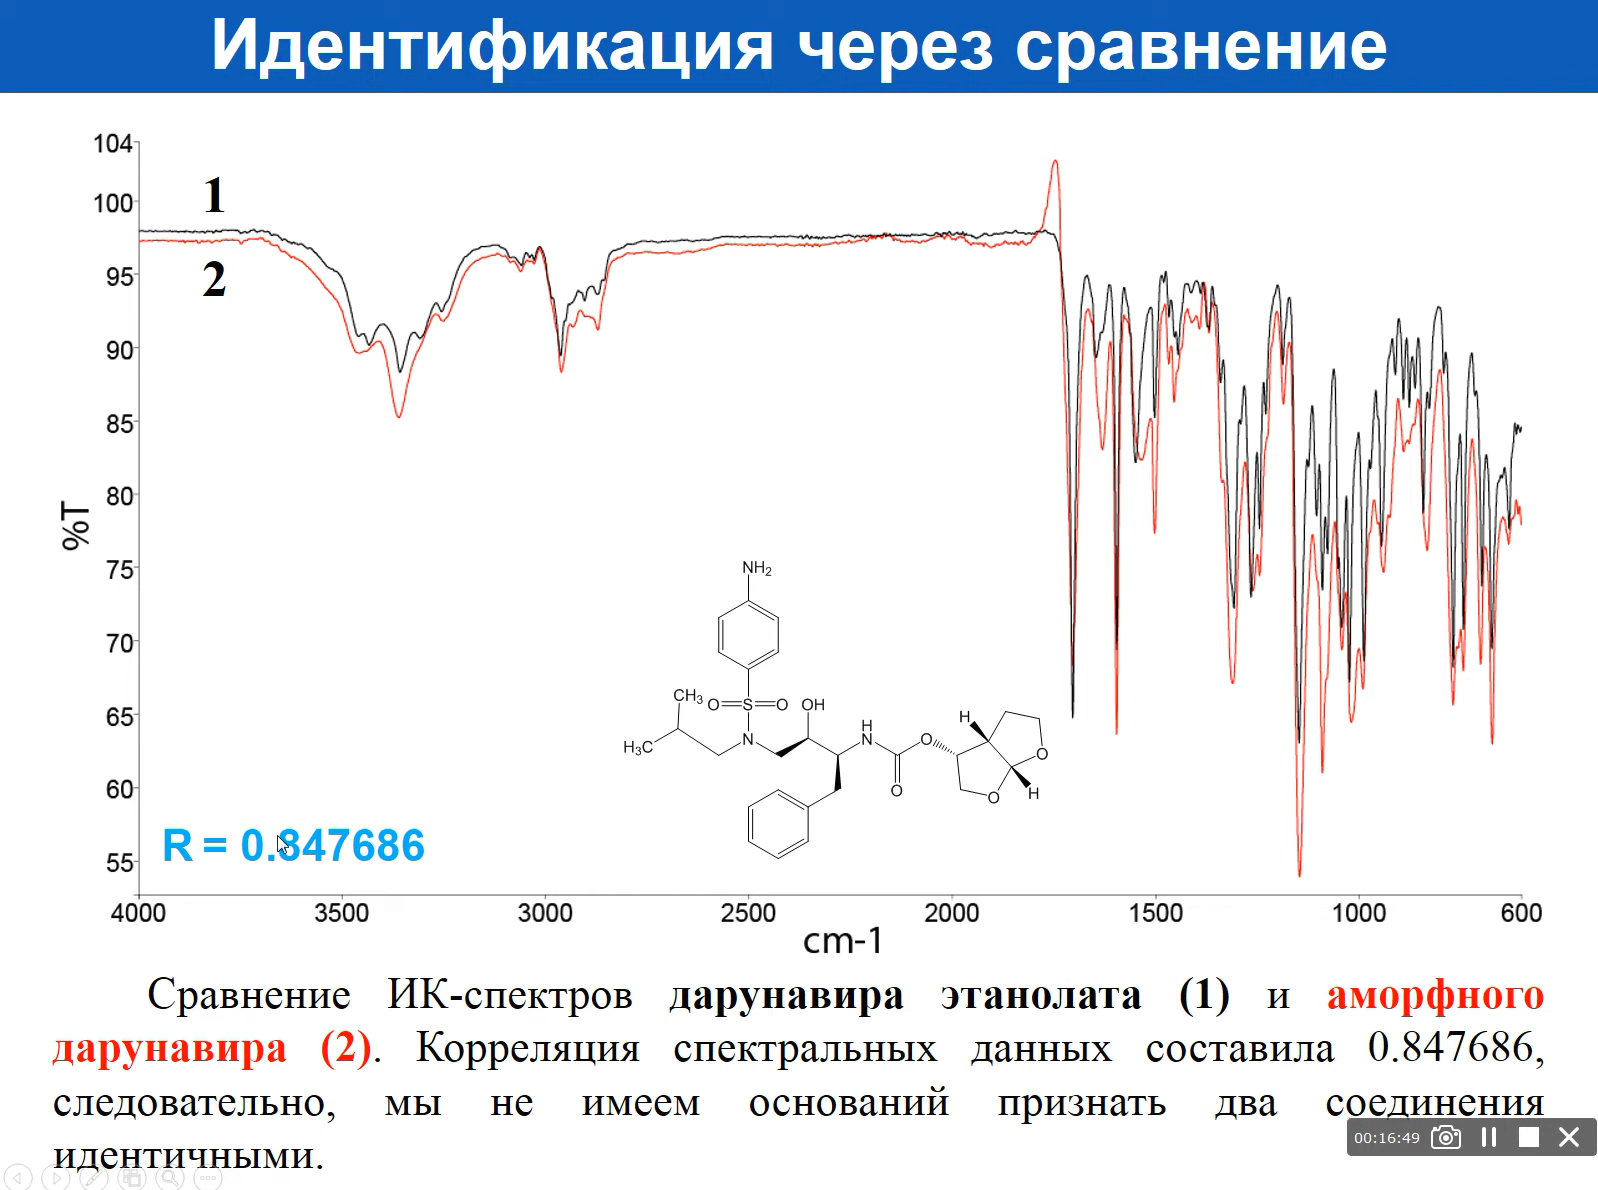 Идентификация через сравнение
104
100
95
90
85
80
75
70
65
60
55
%T
1
2
NH2
CH3
O
S
O
OH
H
H3C
N
H
N
O
O
O
O
H
R = 0.847686
4000
3500
3000
2500
2000
1500
1000
600
cm-1
Сравнение ИК-спектров дарунавира этанолата (1) и аморфного
дарунавира (2). Корреляция спектральных данных составила 0.847686,
следовательно, мы не имеем оснований признать два соединения
идентичными.
00:16:49